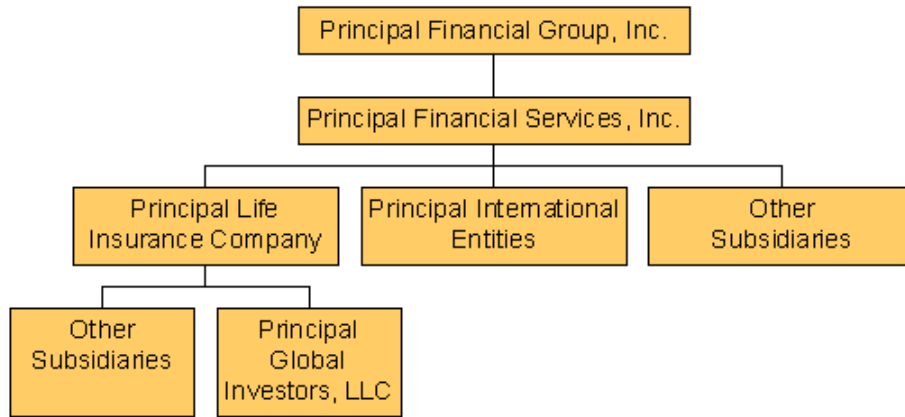 Principal Financial Group, Inc.
Principal Financial Services, Inc.
Principal Life
Insurance Company
Principal International
Entities
Other
Subsidiaries
Other
Subsidiaries
Principal
Global
Investors, LLC